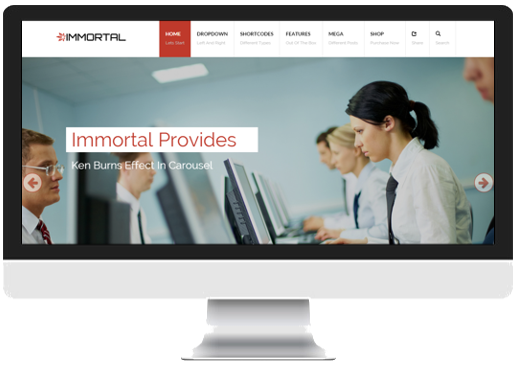 IMMORTAL
HOME DROPDOWN SHORTCODES FEATURES MEGA SHOP
Let's Start Left And Right Different Types Out Of The Box Different Posts Purchase Now Share Search
Immortal Provides
Ken Burns Effect In Carousel